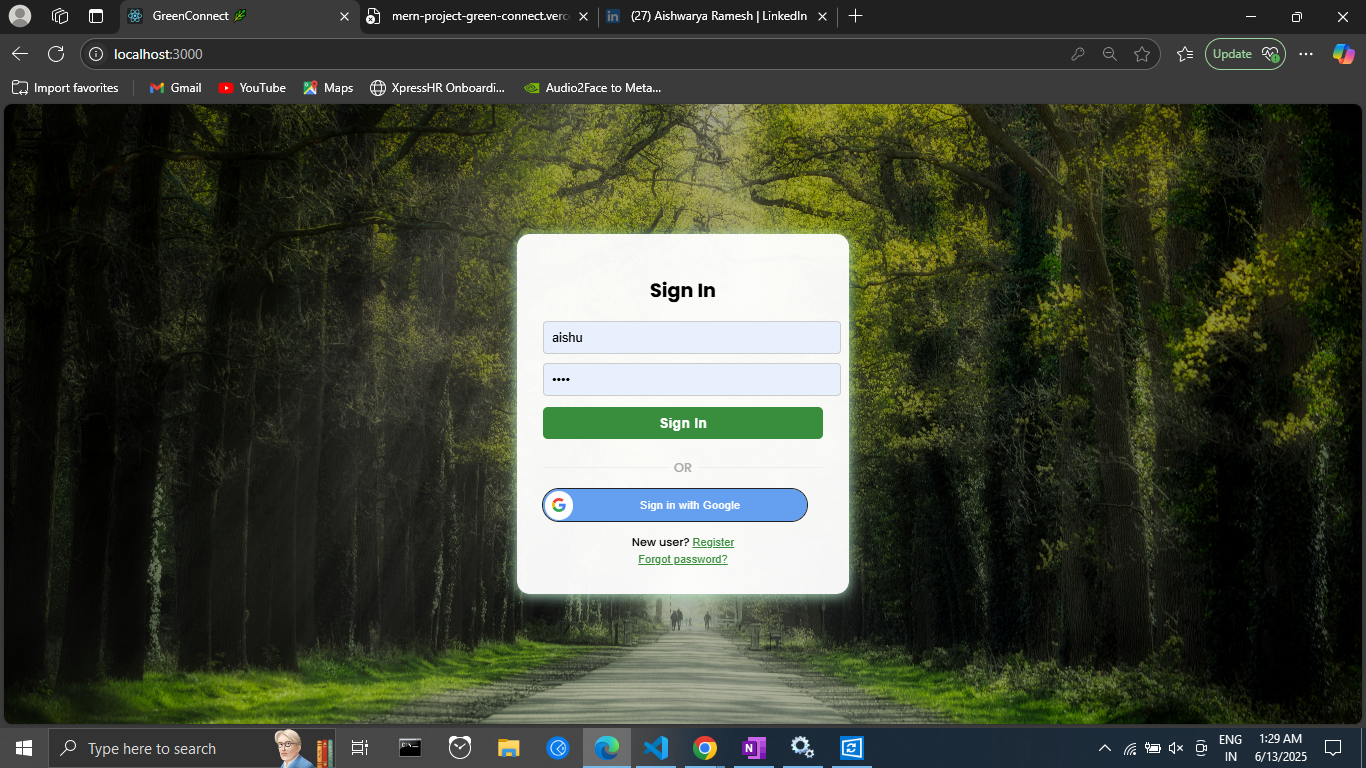 GreenConnect
mern-project-green-connect.verc
(27) Aishwarya Ramesh | LinkedIn
localhost:3000
Update
Import favorites
Gmail
YouTube
Maps
XpressHR Onboardi...
Audio2Face to Meta...
Sign In
aishu
••••
Sign In
OR
Sign in with Google
New user? Register
Forgot password?
Type here to search
ENG
IN
1:29 AM
6/13/2025